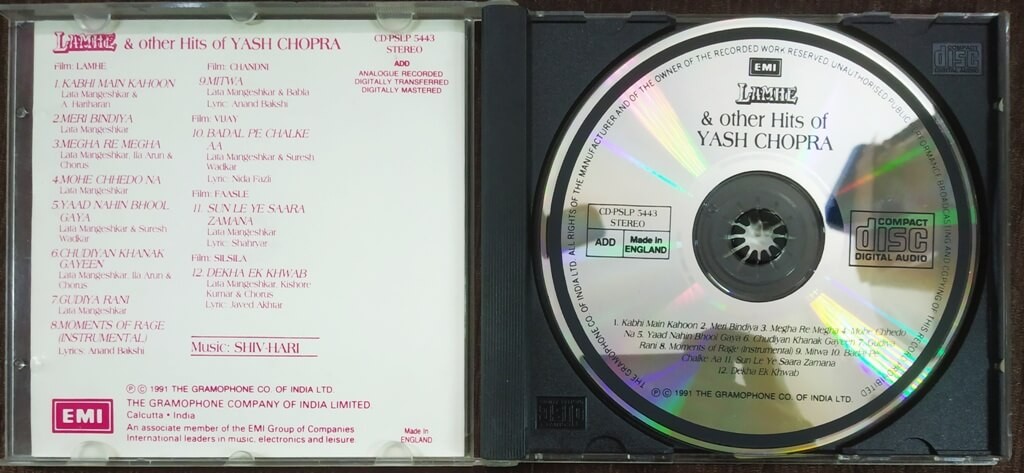 LAMHE & other Hits of YASH CHOPRA
CD-PSLP 5443
STEREO
ADD
ANALOGUE RECORDED
DIGITALLY TRANSFERRED
DIGITALLY MASTERED
Film: LAMHE
1. KABHI MAIN KAHOON
Lata Mangeshkar &
A. Hariharan
2. MERI BINDIYA
Lata Mangeshkar
3. MEGHA RE MEGHA
Lata Mangeshkar, Ila Arun &
Chorus
4. MOHE CHHEDO NA
Lata Mangeshkar
5. YAAD NAHIN BHOOL
GAYA
Lata Mangeshkar & Suresh
Wadkar
6. CHUDIYAN KHANAK
GAYEEN
Lata Mangeshkar, Ila Arun &
Chorus
7. GUDIYA RANI
Lata Mangeshkar
8. MOMENTS OF RAGE
(INSTRUMENTAL)
Lyrics: Anand Bakshi
Film: CHANDNI
9. MITWA
Lata Mangeshkar & Babla
Lyric: Anand Bakshi
Film: VIJAY
10. BADAL PE CHALKE
AA
Lata Mangeshkar & Suresh
Wadkar
Lyric: Nida Fazli
Film: FAASLE
11. SUN LE YE SAARA
ZAMANA
Lata Mangeshkar
Lyric: Shahryar
Film: SILSILA
12. DEKHA EK KHWAB
Lata Mangeshkar, Kishore
Kumar & Chorus
Lyric: Javed Akhtar
Music: SHIV-HARI
℗ © 1991 THE GRAMOPHONE CO. OF INDIA LTD.
EMI
THE GRAMOPHONE COMPANY OF INDIA LIMITED
Calcutta • India
An associate member of the EMI Group of Companies
International leaders in music, electronics and leisure
Made in
ENGLAND
THE GRAMOPHONE CO. OF INDIA LTD. ALL RIGHTS OF THE MANUFACTURER AND OF THE OWNER OF THE RECORDED WORK RESERVED UNAUTHORISED PUBLIC PERFORMANCE BROADCASTING AND COPYING OF THIS RECORD PROHIBITED
EMI
LAMHE
& other Hits of
YASH CHOPRA
CD-PSLP 5443
STEREO
ADD
Made in
ENGLAND
COMPACT
disc
DIGITAL AUDIO
1. Kabhi Main Kahoon 2. Meri Bindiya 3. Megha Re Megha 4. Mohe Chhedo
Na 5. Yaad Nahin Bhool Gaya 6. Chudiyan Khanak Gayeen 7. Gudiya
Rani 8. Moments of Rage (instrumental) 9. Mitwa 10. Badal Pe
Chalke Aa 11. Sun Le Ye Saara Zamana
12. Dekha Ek Khwab
℗ © 1991 THE GRAMOPHONE CO. OF INDIA LTD.
disc